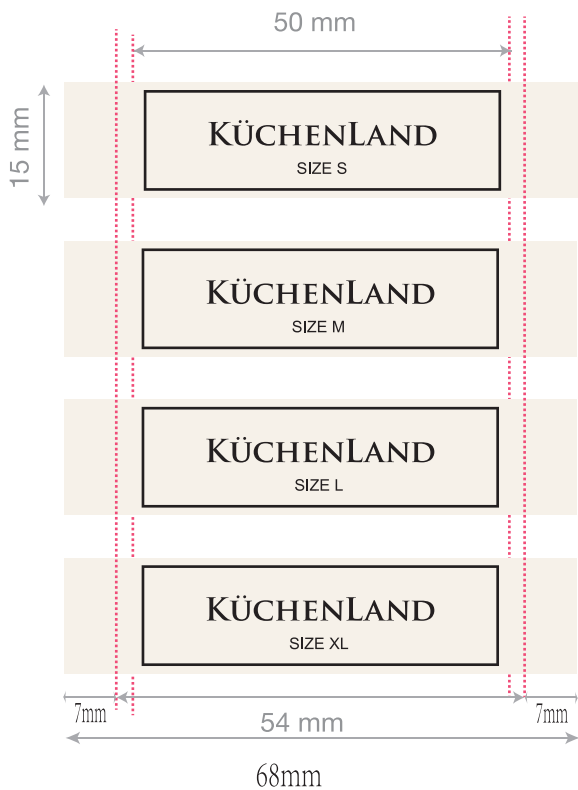 50 mm
15 mm
KÜCHENLAND
SIZE S
KÜCHENLAND
SIZE M
KÜCHENLAND
SIZE L
KÜCHENLAND
SIZE XL
7mm
7mm
54 mm
68mm